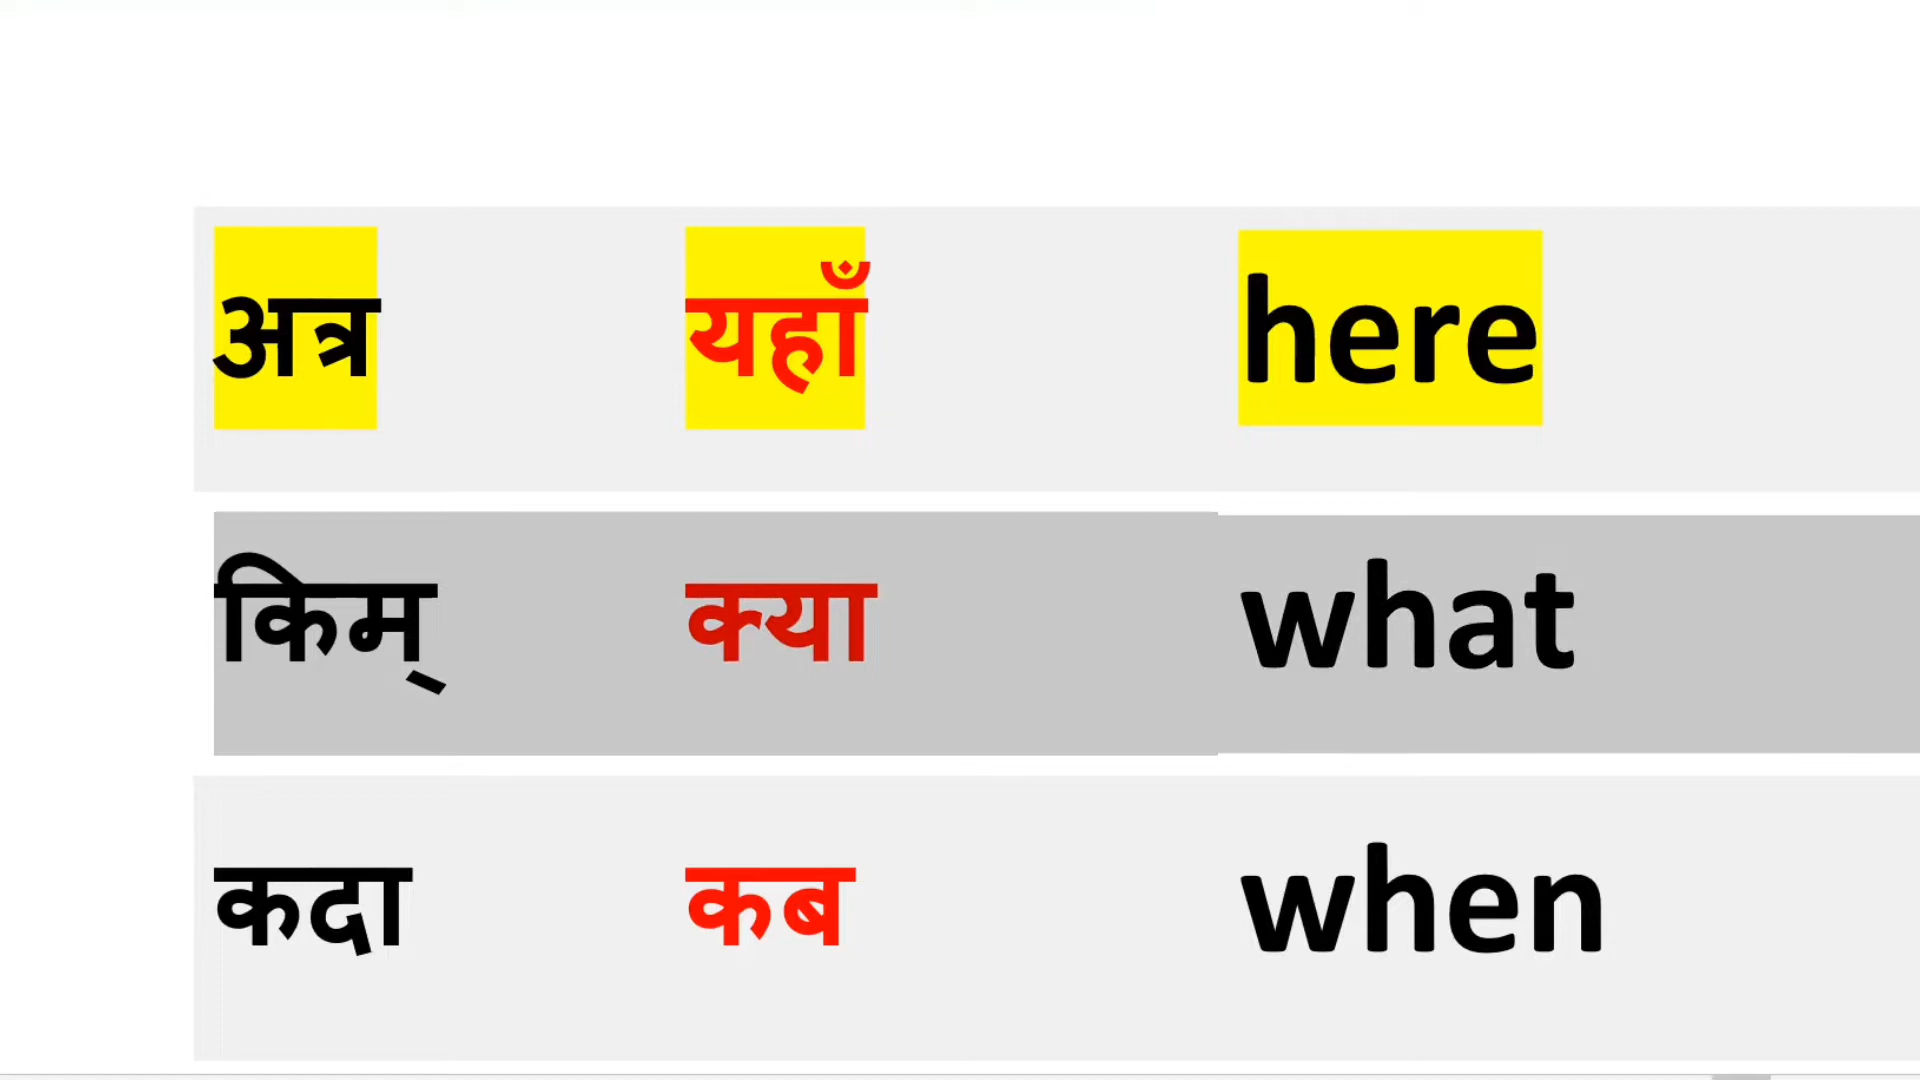 अत्र यहाँ here
किम् क्या what
कदा कब when